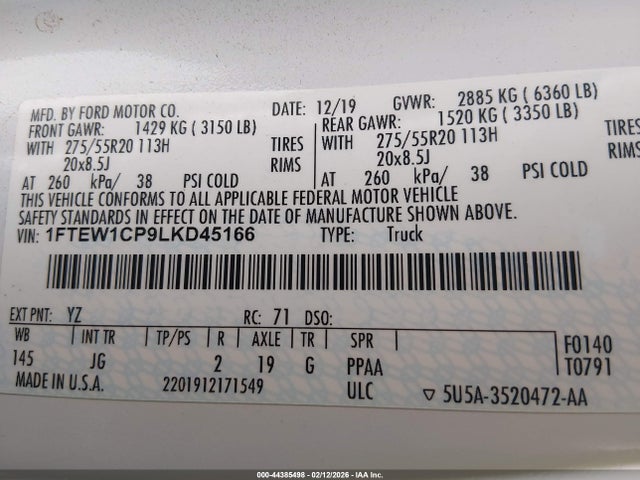 MFD. BY FORD MOTOR CO. DATE: 12/19 GVWR: 2885 KG ( 6360 LB)
FRONT GAWR: 1429 KG ( 3150 LB) REAR GAWR: 1520 KG ( 3350 LB)
WITH 275/55R20 113H TIRES WITH 275/55R20 113H TIRES
20x8.5J RIMS 20x8.5J RIMS
AT 260 kPa/ 38 PSI COLD AT 260 kPa/ 38 PSI COLD
THIS VEHICLE CONFORMS TO ALL APPLICABLE FEDERAL MOTOR VEHICLE
SAFETY STANDARDS IN EFFECT ON THE DATE OF MANUFACTURE SHOWN ABOVE.
VIN: 1FTEW1CP9LKD45166 TYPE: Truck
EXT PNT: YZ RC: 71 DSO:
WB INT TR TP/PS R AXLE TR SPR F0140
145 JG 2 19 G PPAA T0791
MADE IN U.S.A. 2201912171549 ULC ▽ 5U5A-3520472-AA
000-44385498 - 02/12/2026 - IAA Inc.